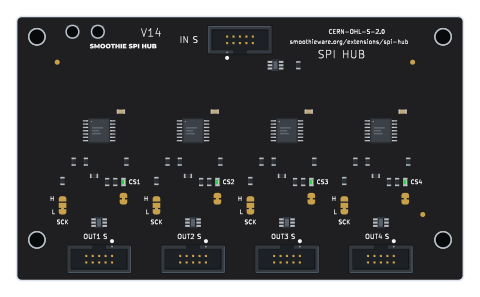 V14
SMOOTHIE SPI HUB
IN S
CERN-OHL-S-2.0
smoothieware.org/extensions/spi-hub
SPI HUB
CS1
CS2
CS3
CS4
H
H
H
H
L
L
L
L
SCK
SCK
SCK
SCK
OUT1 S
OUT2 S
OUT3 S
OUT4 S